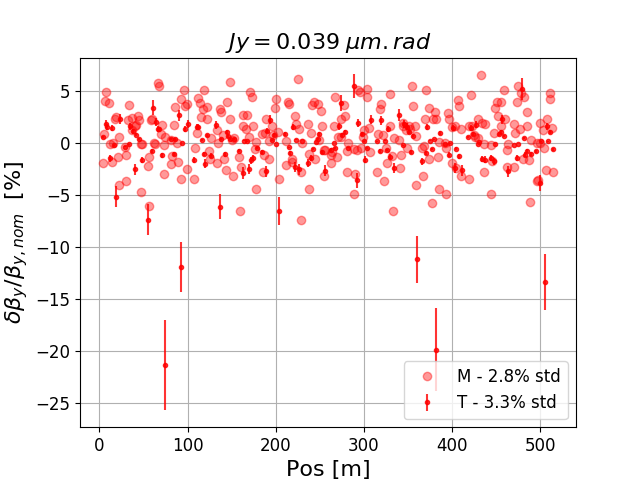 Jy = 0.039 μm.rad
δβy/βy,nom [%]
5
0
−5
−10
−15
−20
−25
0 100 200 300 400 500
Pos [m]
M - 2.8% std
T - 3.3% std